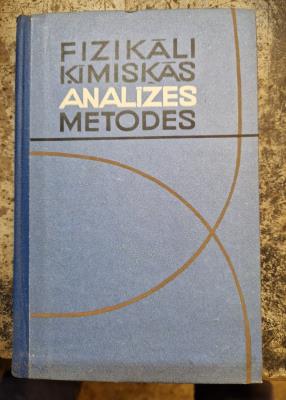 FIZIKĀLI
ĶĪMISKĀS
ANALĪZES
METODES